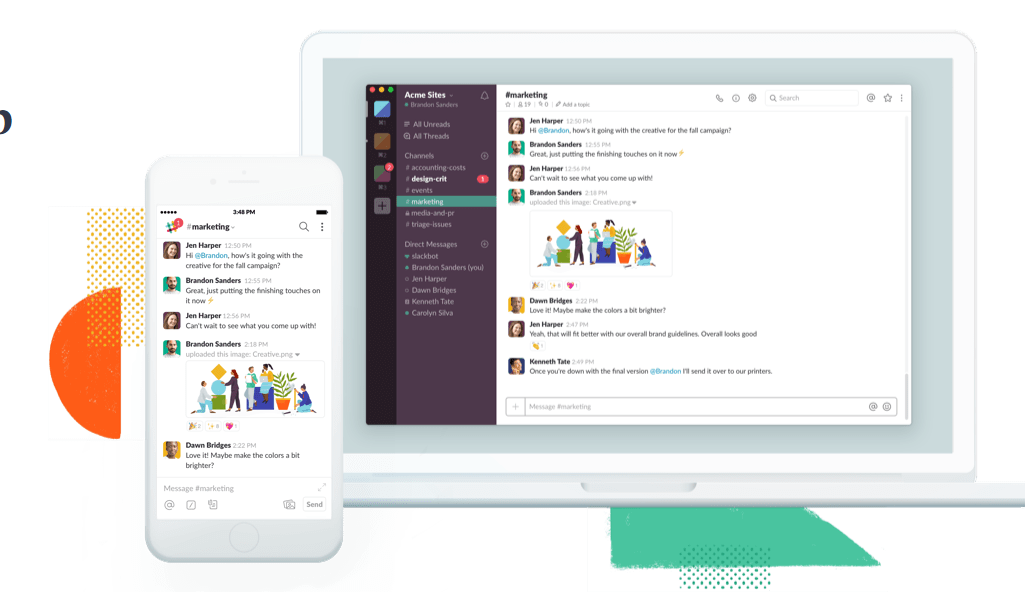 p
3:48 PM
1
#marketing
Jen Harper 12:50 PM
Hi @Brandon, how's it going with the
creative for the fall campaign?
Brandon Sanders 12:55 PM
Great, just putting the finishing touches on
it now⚡
Jen Harper 12:56 PM
Can't wait to see what you come up with!
Brandon Sanders 2:18 PM
uploaded this image: Creative.png
2 8 1
Dawn Bridges 2:22 PM
Love it! Maybe make the colors a bit
brighter?
Message #marketing
@
Send
⌘1
⌘2
2
⌘3
+
Acme Sites
Brandon Sanders
All Unreads
All Threads
Channels
# accounting-costs
# design-crit 1
# events
# marketing
media-and-pr
# triage-issues
Direct Messages
slackbot
Brandon Sanders (you)
Jen Harper
Dawn Bridges
Kenneth Tate
Carolyn Silva
#marketing
19 0 Add a topic
Search @
Jen Harper 12:50 PM
Hi @Brandon, how's it going with the creative for the fall campaign?
Brandon Sanders 12:55 PM
Great, just putting the finishing touches on it now⚡
Jen Harper 12:56 PM
Can't wait to see what you come up with!
Brandon Sanders 2:18 PM
uploaded this image: Creative.png
2 8 1
Dawn Bridges 2:22 PM
Love it! Maybe make the colors a bit brighter?
Jen Harper 2:47 PM
Yeah, that will fit better with our overall brand guidelines. Overall looks good
1
Kenneth Tate 2:49 PM
Once you're down with the final version @Brandon I'll send it over to our printers.
+ Message #marketing @